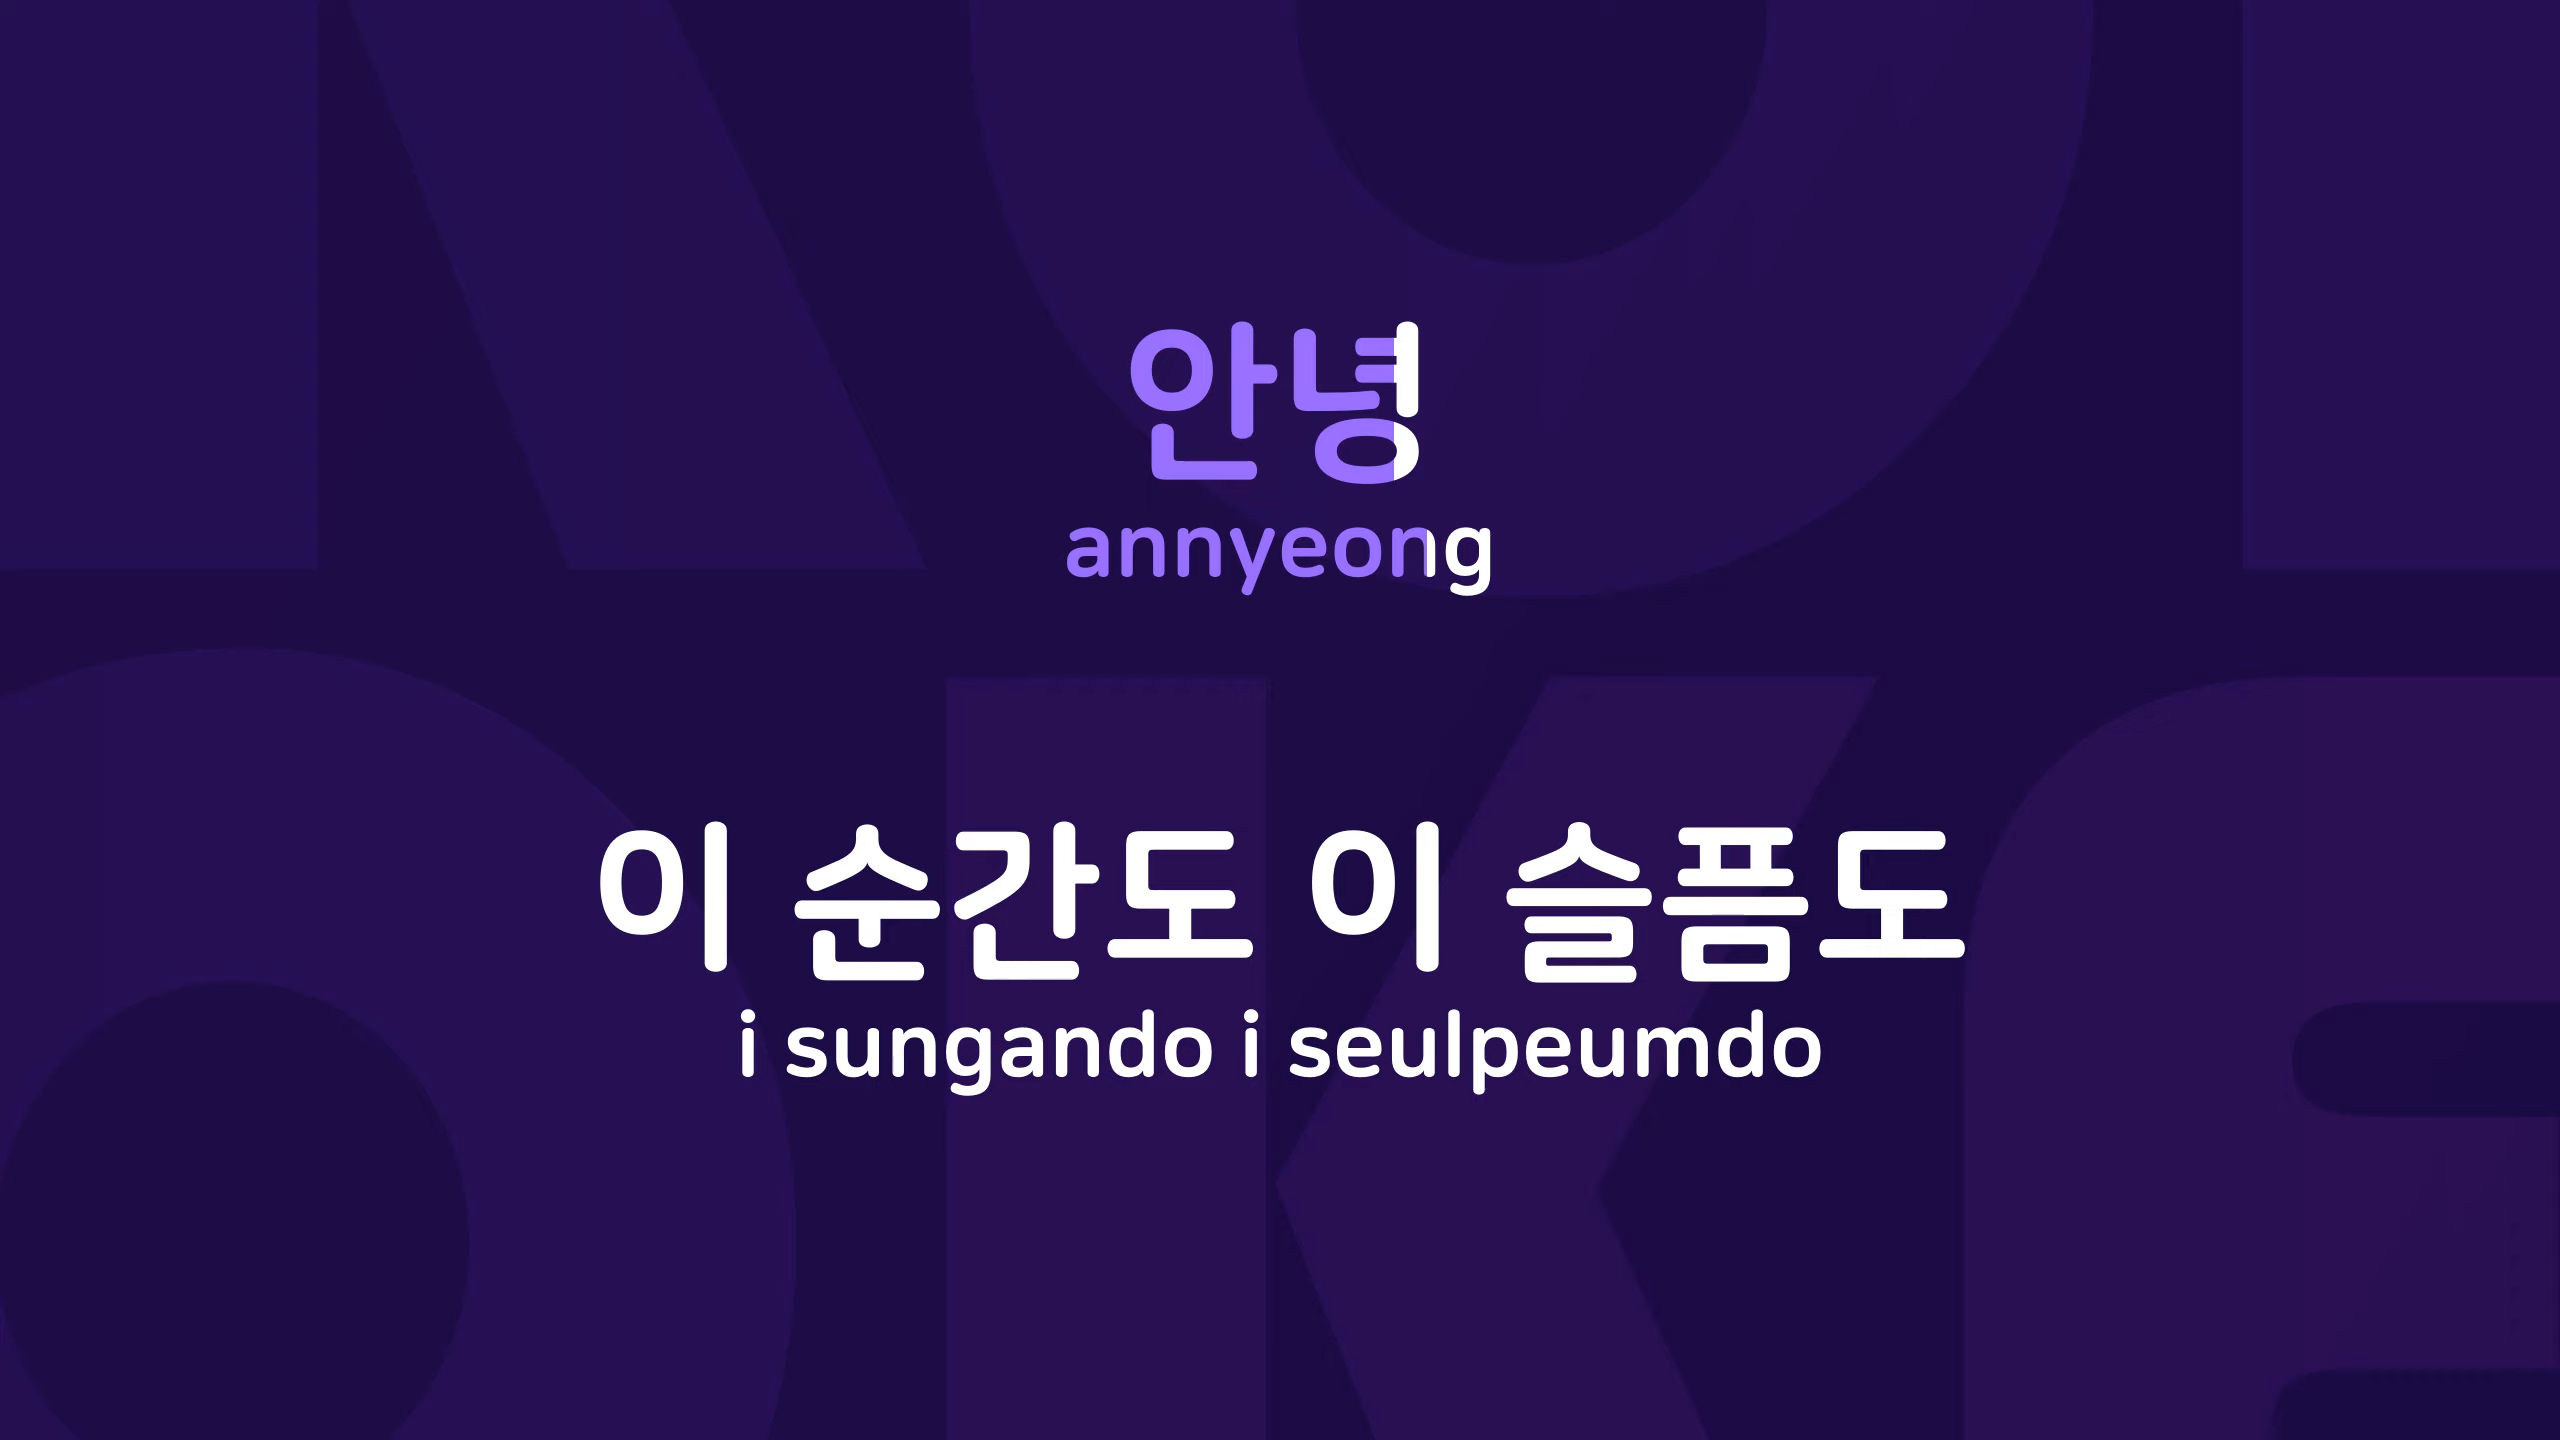 안녕
annyeong
이 순간도 이 슬픔도
i sungando i seulpeumdo